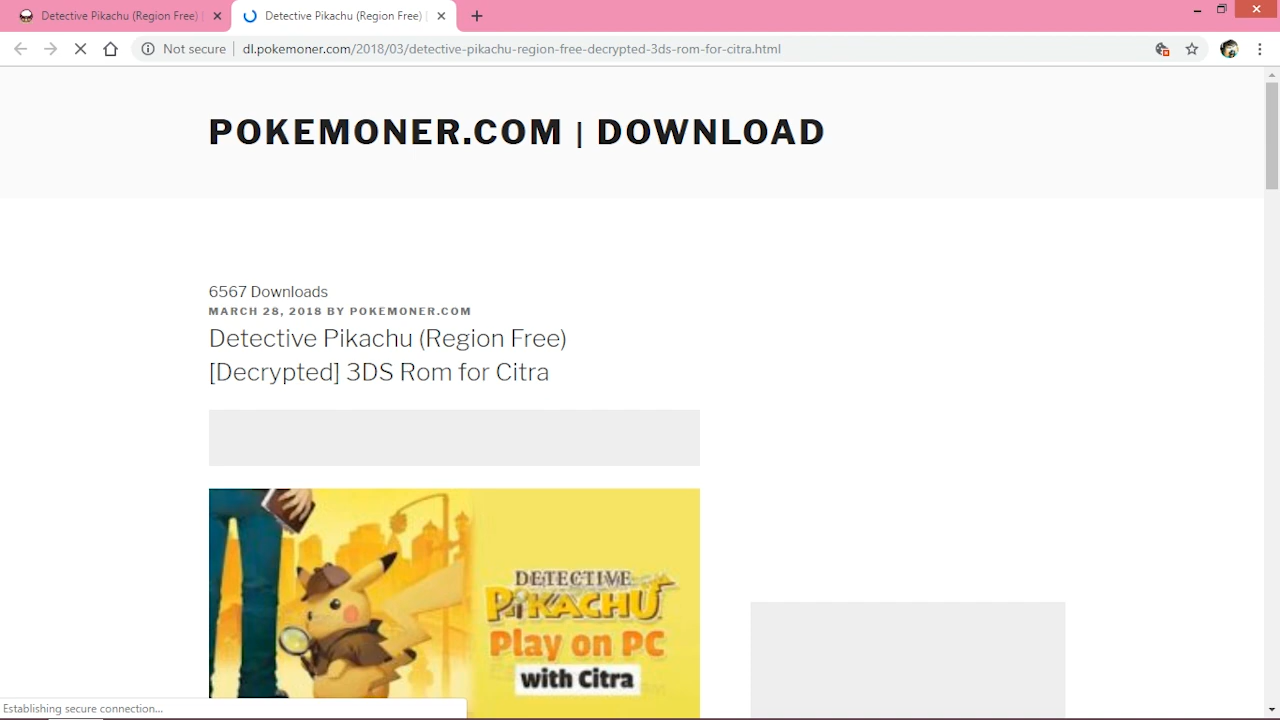 Detective Pikachu (Region Free)
Detective Pikachu (Region Free) [
Not secure
dl.pokemoner.com/2018/03/detective-pikachu-region-free-decrypted-3ds-rom-for-citra.html
POKEMONER.COM | DOWNLOAD
6567 Downloads
MARCH 28, 2018 BY POKEMONER.COM
Detective Pikachu (Region Free)
[Decrypted] 3DS Rom for Citra
DETECTIVE
PIKACHU
Play on PC
with Citra
Establishing secure connection...